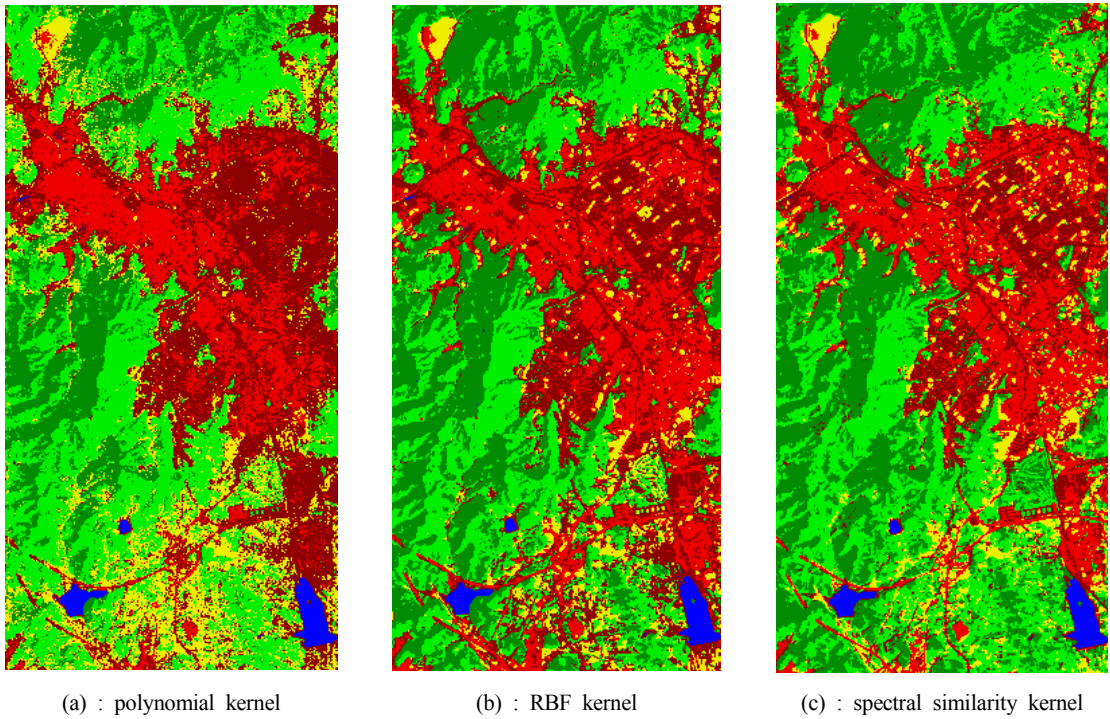 (a) : polynomial kernel
(b) : RBF kernel
(c) : spectral similarity kernel